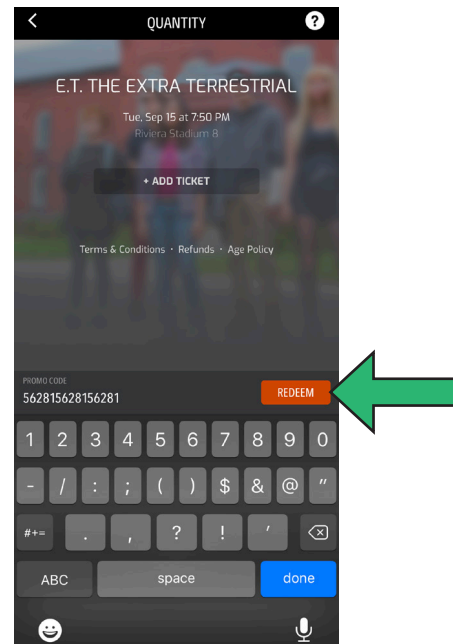 QUANTITY ?
E.T. THE EXTRA TERRESTRIAL
Tue, Sep 15 at 7:50 PM
Riviera Stadium 8
+ ADD TICKET
Terms & Conditions • Refunds • Age Policy
PROMO CODE
562815628156281
REDEEM
1 2 3 4 5 6 7 8 9 0
- / : ; ( ) $ & @ "
#+= . , ? ! '
ABC space done